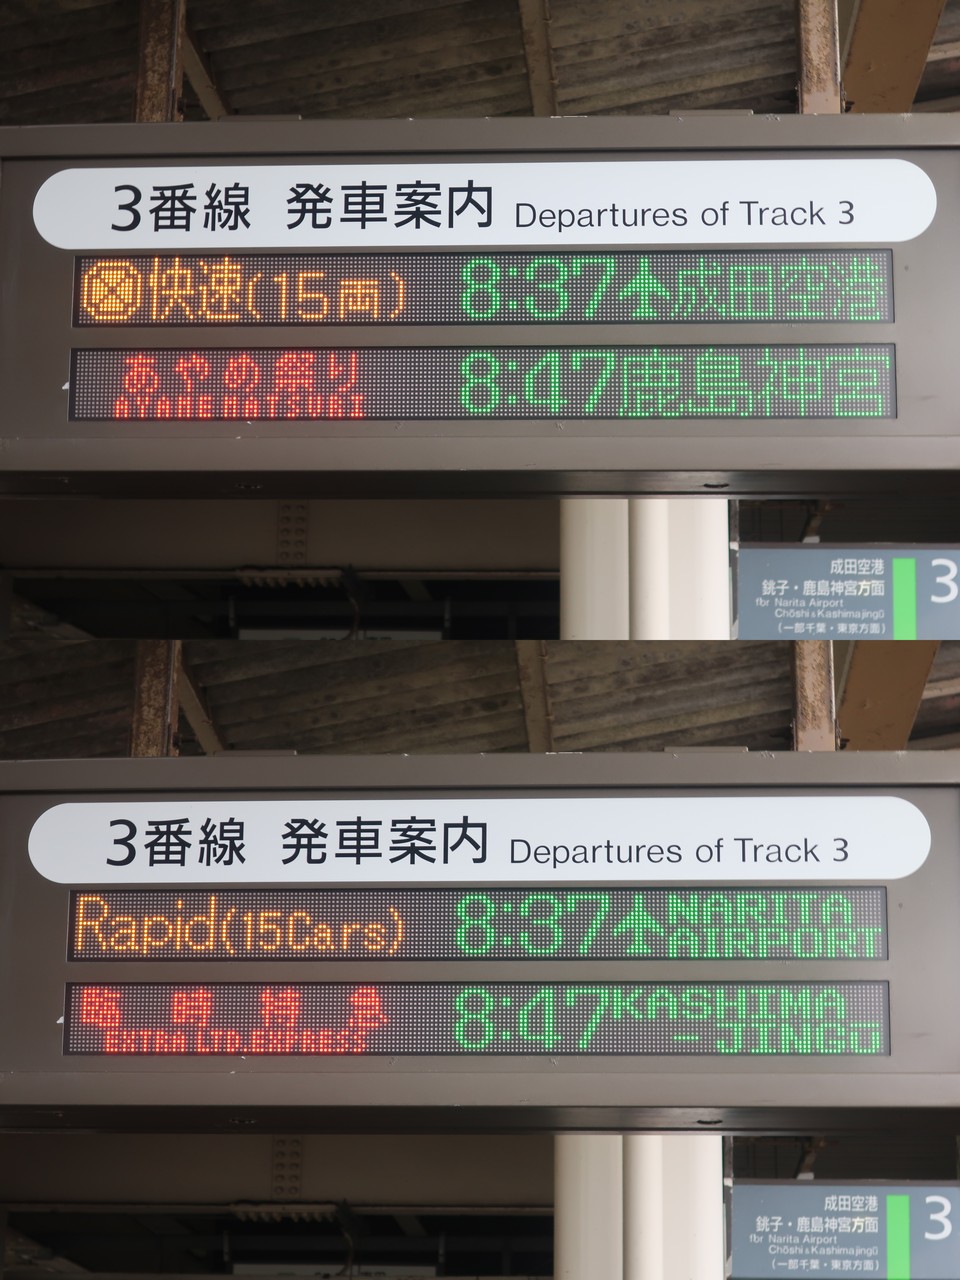 3番線 発車案内 Departures of Track 3
快速(15両) 8:37 成田空港
あやめ祭り 8:47 鹿島神宮
AYAME MATSURI
成田空港
銚子・鹿島神宮方面 3
for Narita Airport
Chōshi & Kashimajingū
(一部千葉・東京方面)
3番線 発車案内 Departures of Track 3
Rapid(15Cars) 8:37 NARITA AIRPORT
臨時特急 8:47 KASHIMA-JINGU
EXTRA LTD.EXPRESS
成田空港
銚子・鹿島神宮方面 3
for Narita Airport
Chōshi & Kashimajingū
(一部千葉・東京方面)